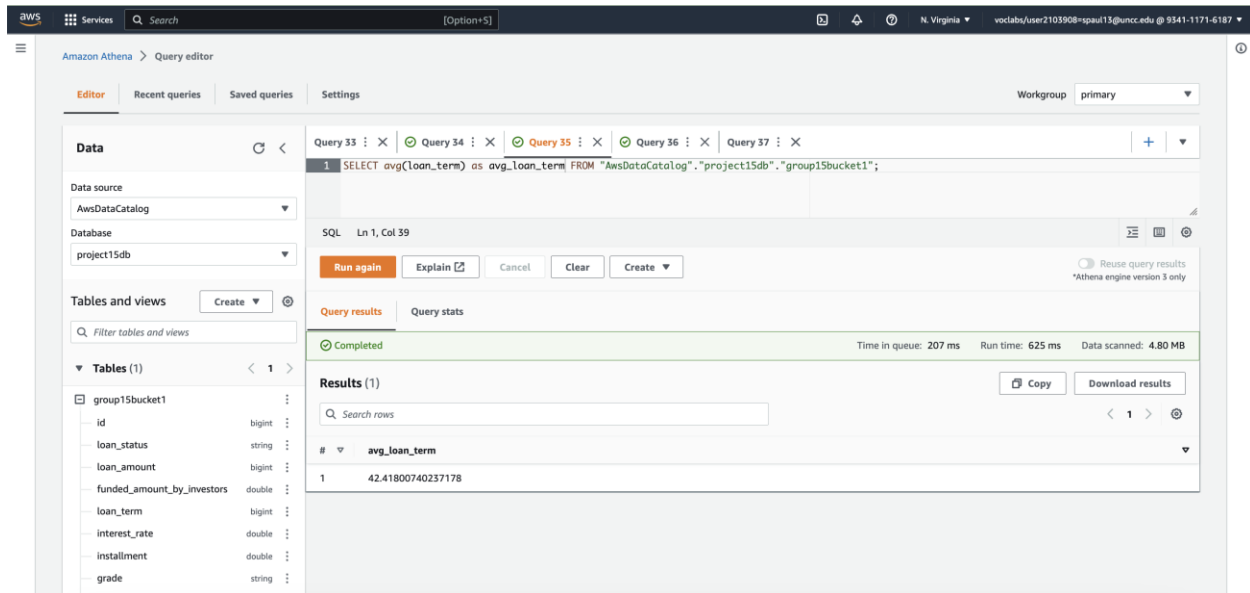 aws Services Search [Option+S] N. Virginia voclabs/user2103908=spaul13@uncc.edu @ 9341-1171-6187
Amazon Athena > Query editor
Editor Recent queries Saved queries Settings Workgroup primary
Data
Data source
AwsDataCatalog
Database
project15db
Tables and views Create
Filter tables and views
Tables (1) < 1 >
group15bucket1
id bigint
loan_status string
loan_amount bigint
funded_amount_by_investors double
loan_term bigint
interest_rate double
installment double
grade string
Query 33 Query 34 Query 35 Query 36 Query 37
1 SELECT avg(loan_term) as avg_loan_term FROM "AwsDataCatalog"."project15db"."group15bucket1";
SQL Ln 1, Col 39
Run again Explain Cancel Clear Create Reuse query results
*Athena engine version 3 only
Query results Query stats
Completed Time in queue: 207 ms Run time: 625 ms Data scanned: 4.80 MB
Results (1) Copy Download results
Search rows < 1 >
# avg_loan_term
1 42.41800740237178